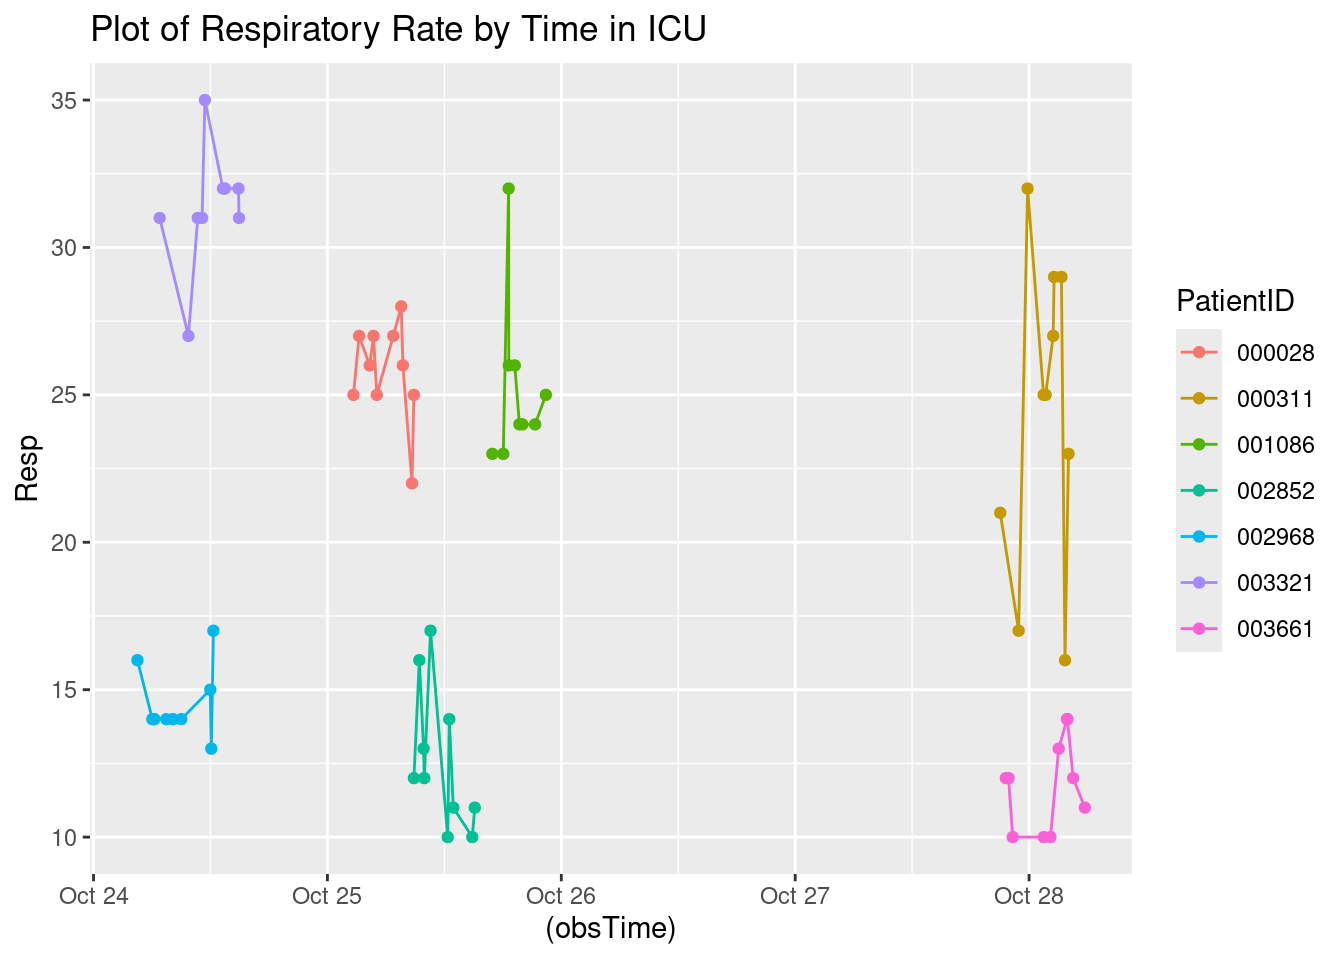 Plot of Respiratory Rate by Time in ICU
35
30
25
20
15
10
Resp
Oct 24
Oct 25
Oct 26
Oct 27
Oct 28
(obsTime)
PatientID
000028
000311
001086
002852
002968
003321
003661